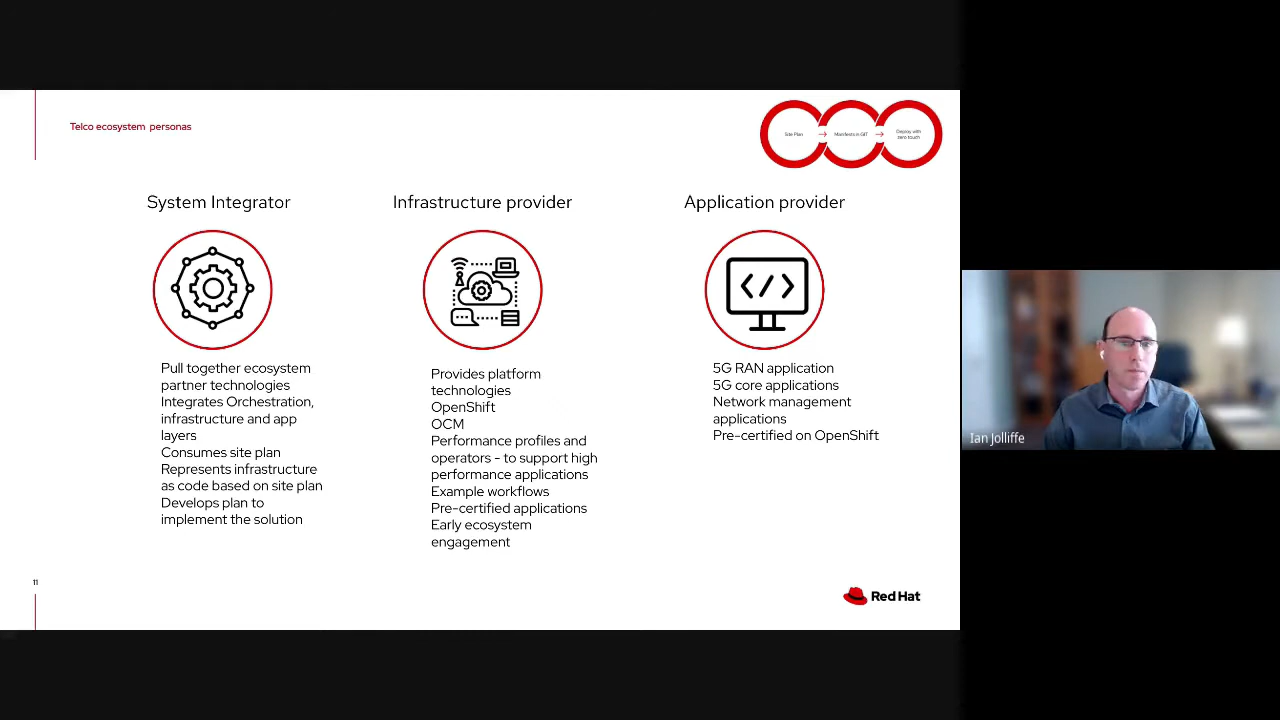 Telco ecosystem personas
Site Plan
Manifests in GIT
Deploy with
zero touch
System Integrator
Pull together ecosystem
partner technologies
Integrates Orchestration,
infrastructure and app
layers
Consumes site plan
Represents infrastructure
as code based on site plan
Develops plan to
implement the solution
Infrastructure provider
Provides platform
technologies
OpenShift
OCM
Performance profiles and
operators - to support high
performance applications
Example workflows
Pre-certified applications
Early ecosystem
engagement
Application provider
5G RAN application
5G core applications
Network management
applications
Pre-certified on OpenShift
Ian Jolliffe
11
Red Hat